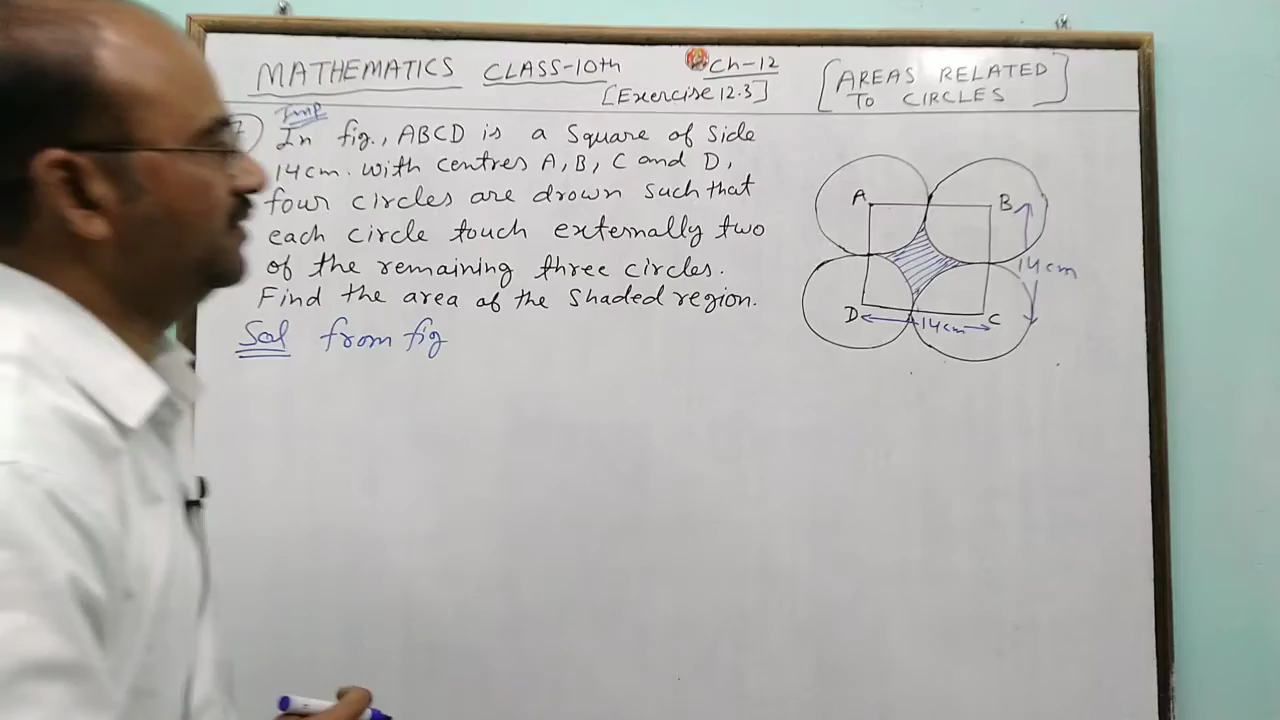 MATHEMATICS CLASS-10th Ch-12
[Exercise 12.3]
[AREAS RELATED
TO CIRCLES]
Imp
7) In fig., ABCD is a Square of Side
14cm. with centres A, B, C and D,
four circles are drown such that
each circle touch externally two
of the remaining three circles.
Find the area of the Shaded region.
Sol from fig
A
B
14cm
D
14cm
C